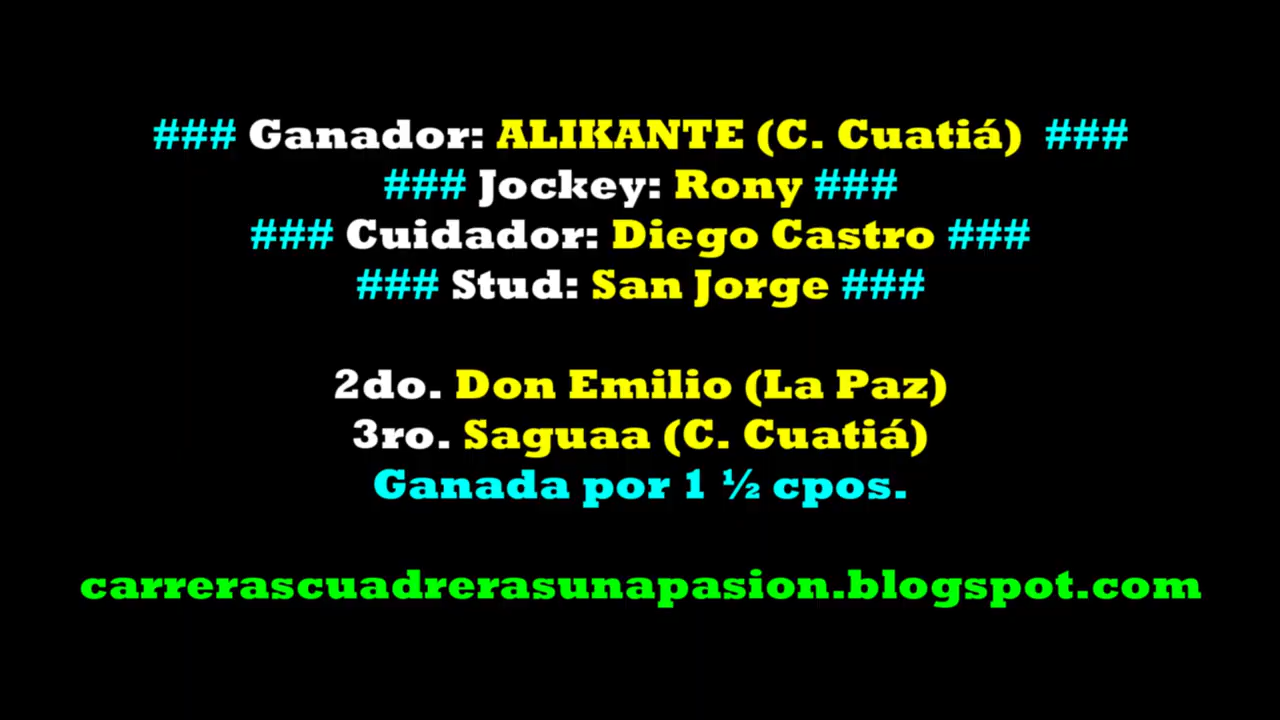 ### Ganador: ALIKANTE (C. Cuatiá) ###
### Jockey: Rony ###
### Cuidador: Diego Castro ###
### Stud: San Jorge ###
2do. Don Emilio (La Paz)
3ro. Saguaa (C. Cuatiá)
Ganada por 1 ½ cpos.
carrerascuadrerasunapasion.blogspot.com